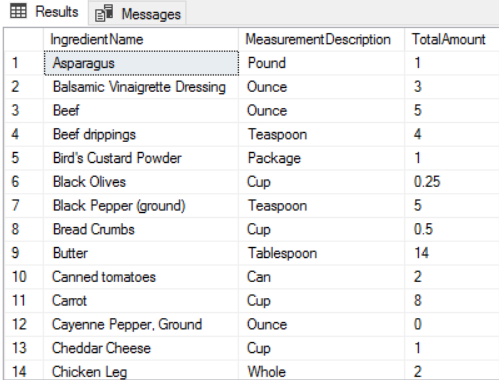 Results Messages
IngredientName MeasurementDescription TotalAmount
1 Asparagus Pound 1
2 Balsamic Vinaigrette Dressing Ounce 3
3 Beef Ounce 5
4 Beef drippings Teaspoon 4
5 Bird's Custard Powder Package 1
6 Black Olives Cup 0.25
7 Black Pepper (ground) Teaspoon 5
8 Bread Crumbs Cup 0.5
9 Butter Tablespoon 14
10 Canned tomatoes Can 2
11 Carrot Cup 8
12 Cayenne Pepper, Ground Ounce 0
13 Cheddar Cheese Cup 1
14 Chicken Leg Whole 2